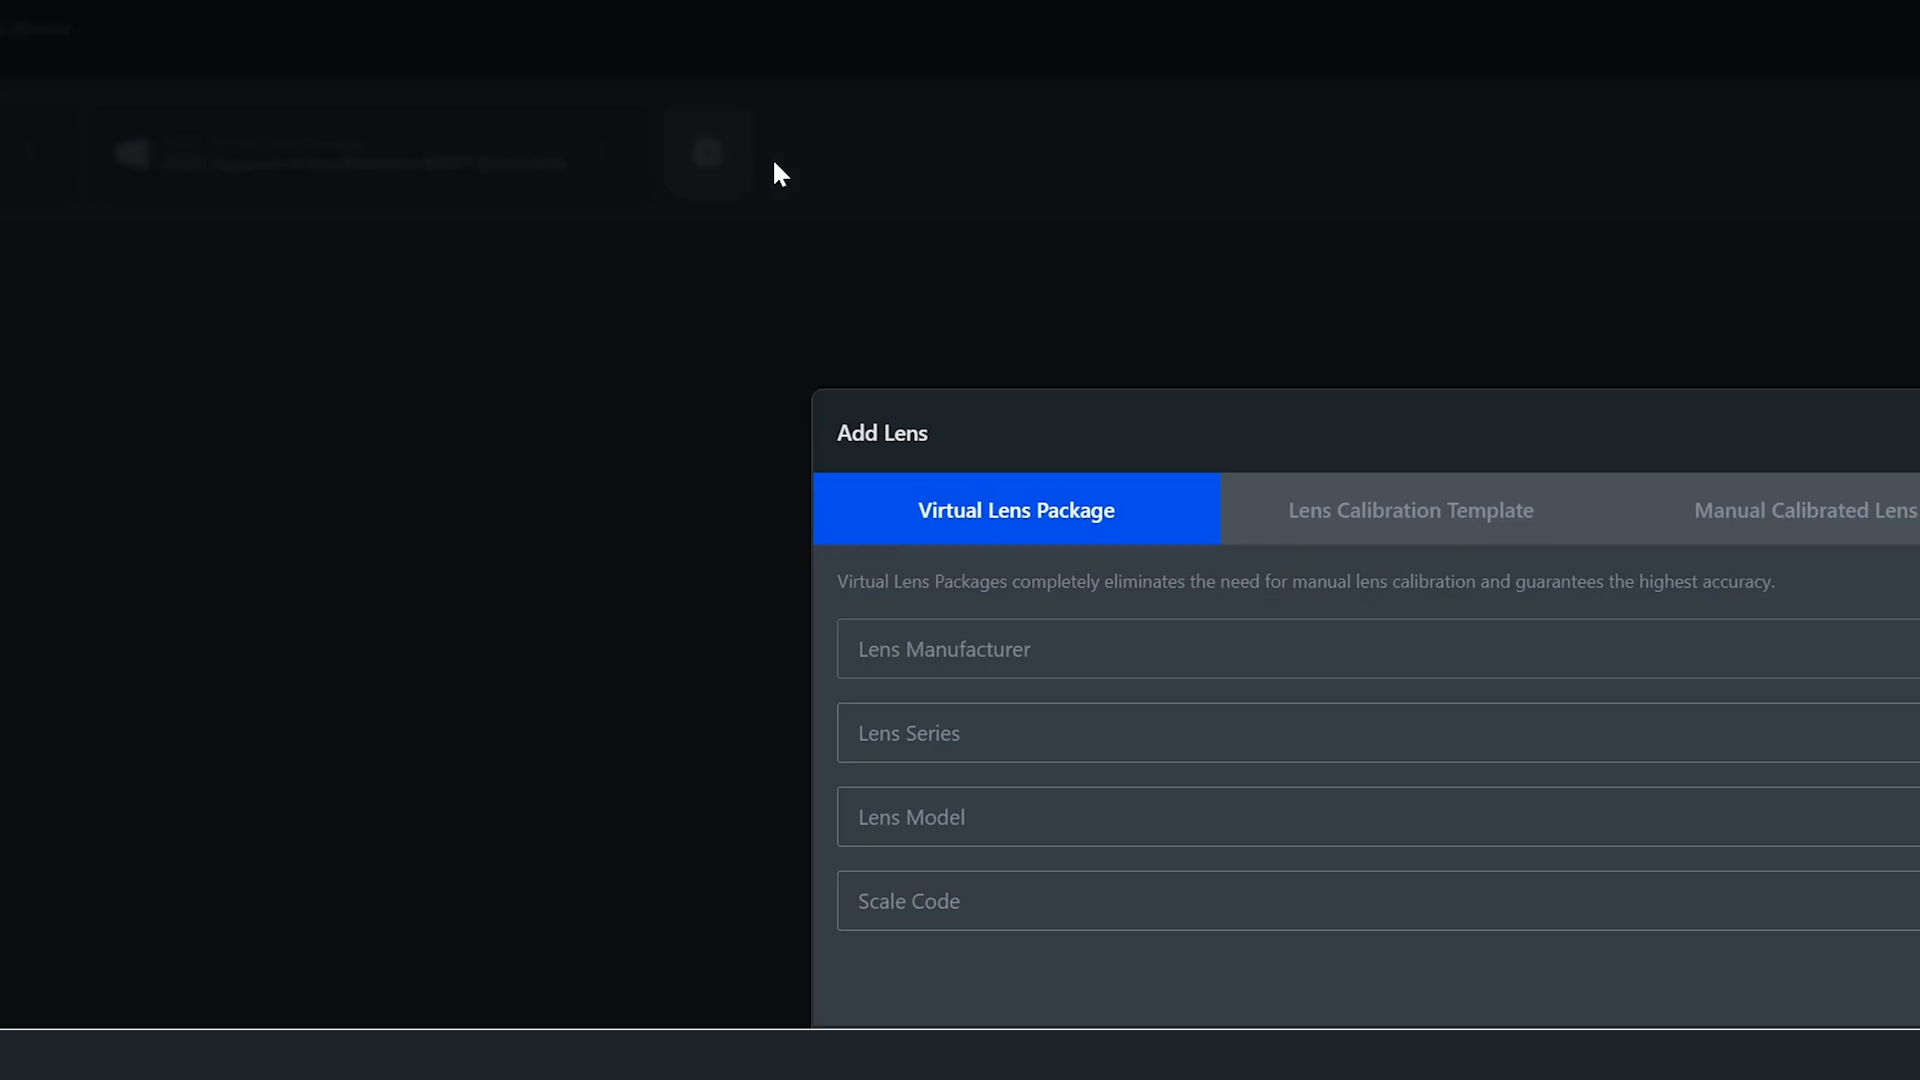 Add Lens
Virtual Lens Package
Lens Calibration Template
Manual Calibrated Lens
Virtual Lens Packages completely eliminates the need for manual lens calibration and guarantees the highest accuracy.
Lens Manufacturer
Lens Series
Lens Model
Scale Code